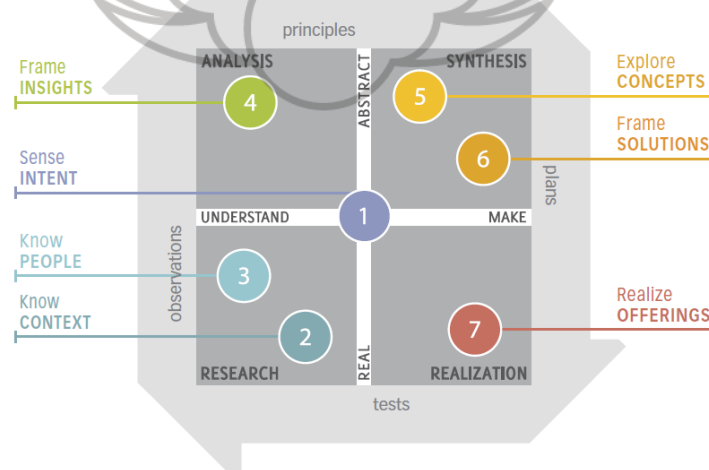 principles
Frame
INSIGHTS
ANALYSIS
4
ABSTRACT
SYNTHESIS
5
Explore
CONCEPTS
6
Frame
SOLUTIONS
Sense
INTENT
1
UNDERSTAND
MAKE
plans
observations
Know
PEOPLE
3
Know
CONTEXT
2
RESEARCH
REAL
7
Realize
OFFERINGS
REALIZATION
tests